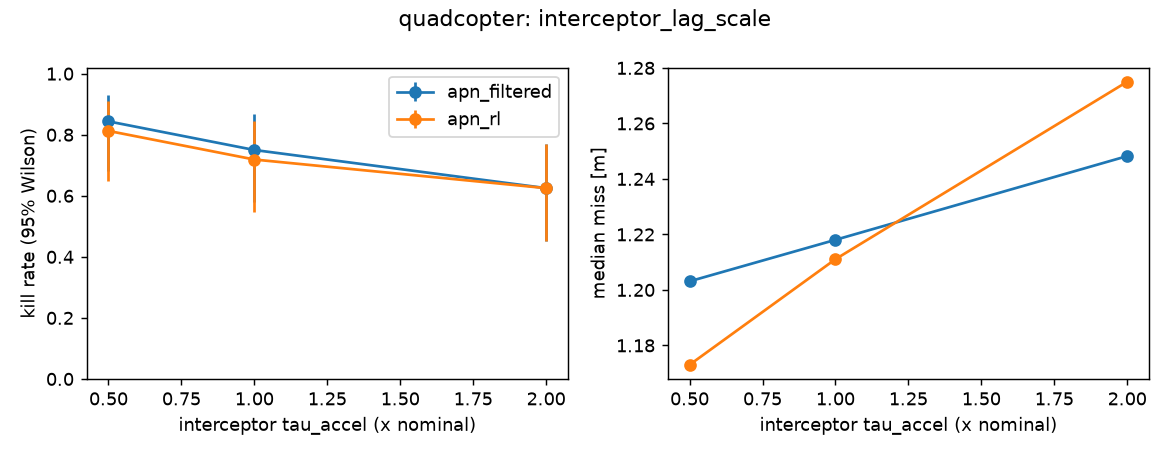 quadcopter: interceptor_lag_scale
kill rate (95% Wilson)
1.0
0.8
0.6
0.4
0.2
0.0
apn_filtered
apn_rl
0.50 0.75 1.00 1.25 1.50 1.75 2.00
interceptor tau_accel (x nominal)
median miss [m]
1.28
1.26
1.24
1.22
1.20
1.18
0.50 0.75 1.00 1.25 1.50 1.75 2.00
interceptor tau_accel (x nominal)